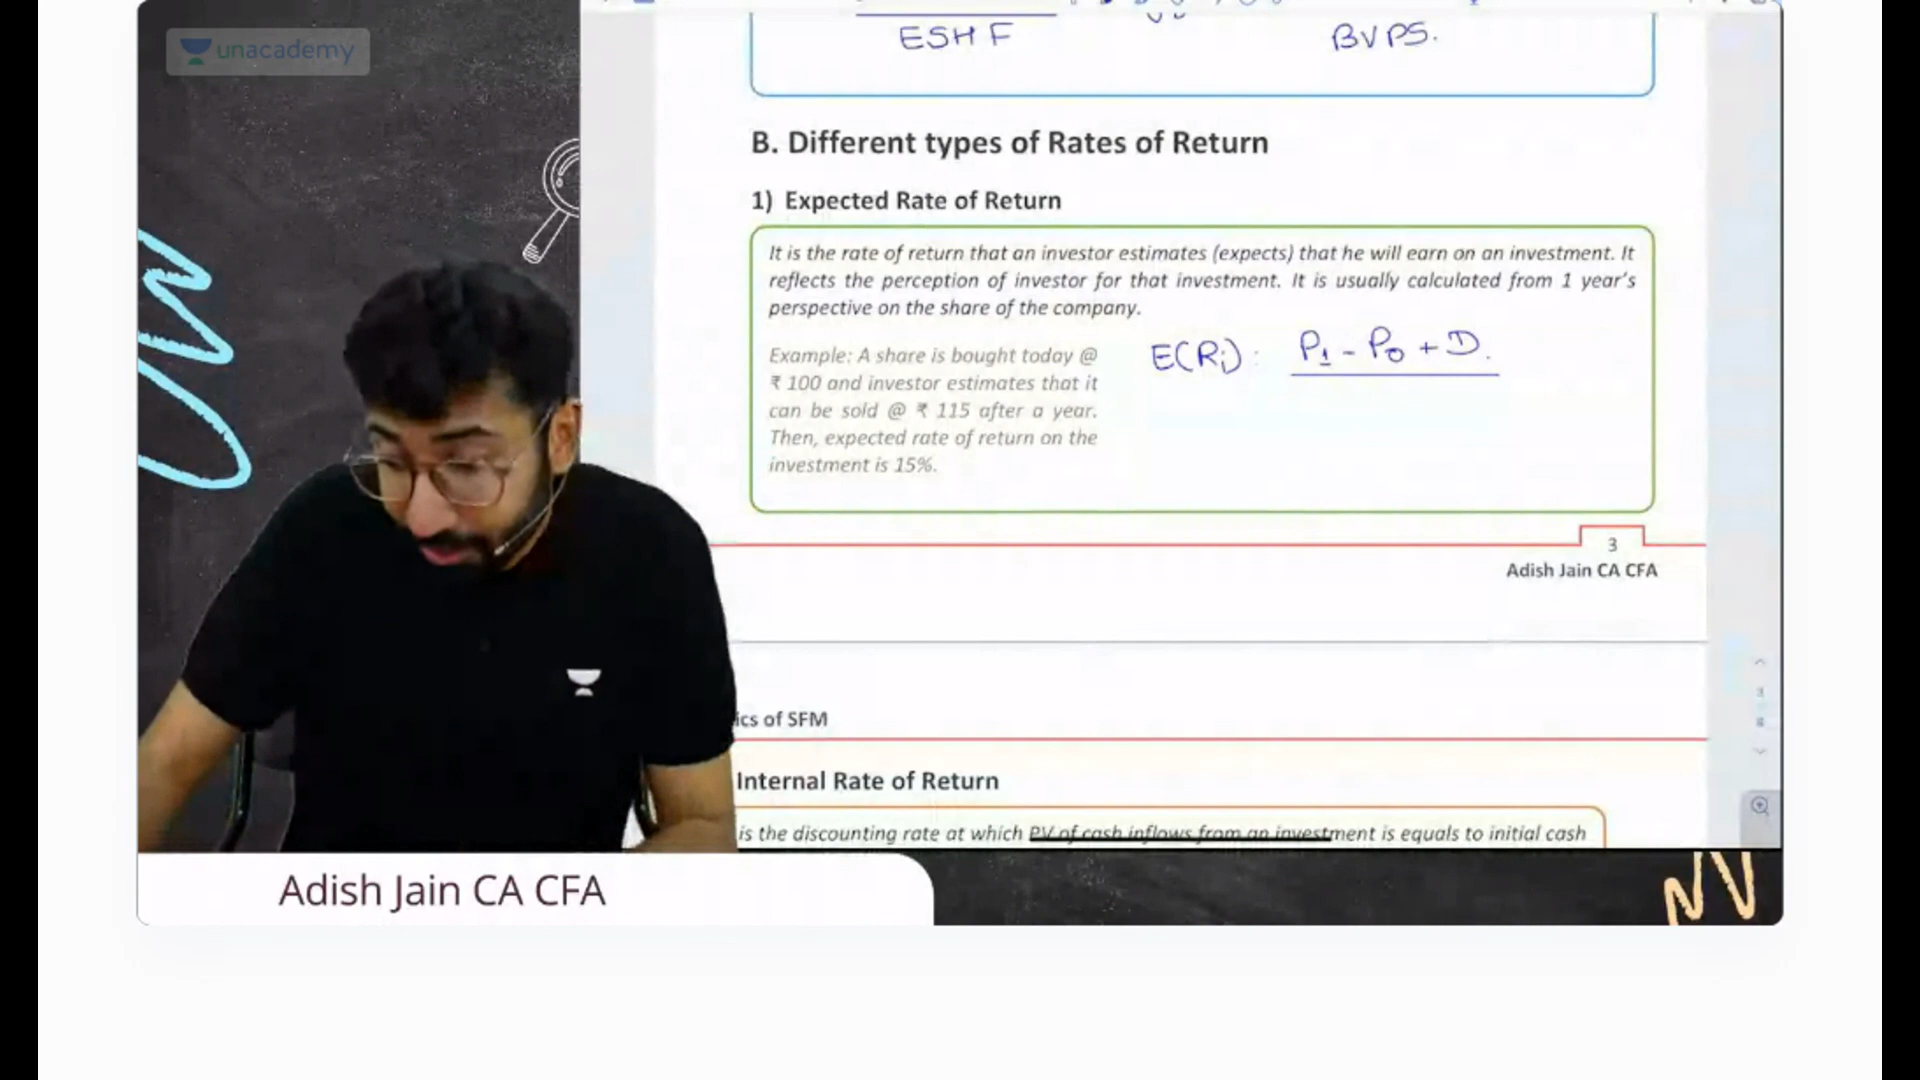 unacademy
ESHF
BVPS.
B. Different types of Rates of Return
1) Expected Rate of Return
It is the rate of return that an investor estimates (expects) that he will earn on an investment. It
reflects the perception of investor for that investment. It is usually calculated from 1 year's
perspective on the share of the company.
Example: A share is bought today @
₹ 100 and investor estimates that it
can be sold @ ₹ 115 after a year.
Then, expected rate of return on the
investment is 15%.
E(Ri): P1 - P0 + D.
3
Adish Jain CA CFA
ics of SFM
Internal Rate of Return
is the discounting rate at which PV of cash inflows from an investment is equals to initial cash
Adish Jain CA CFA